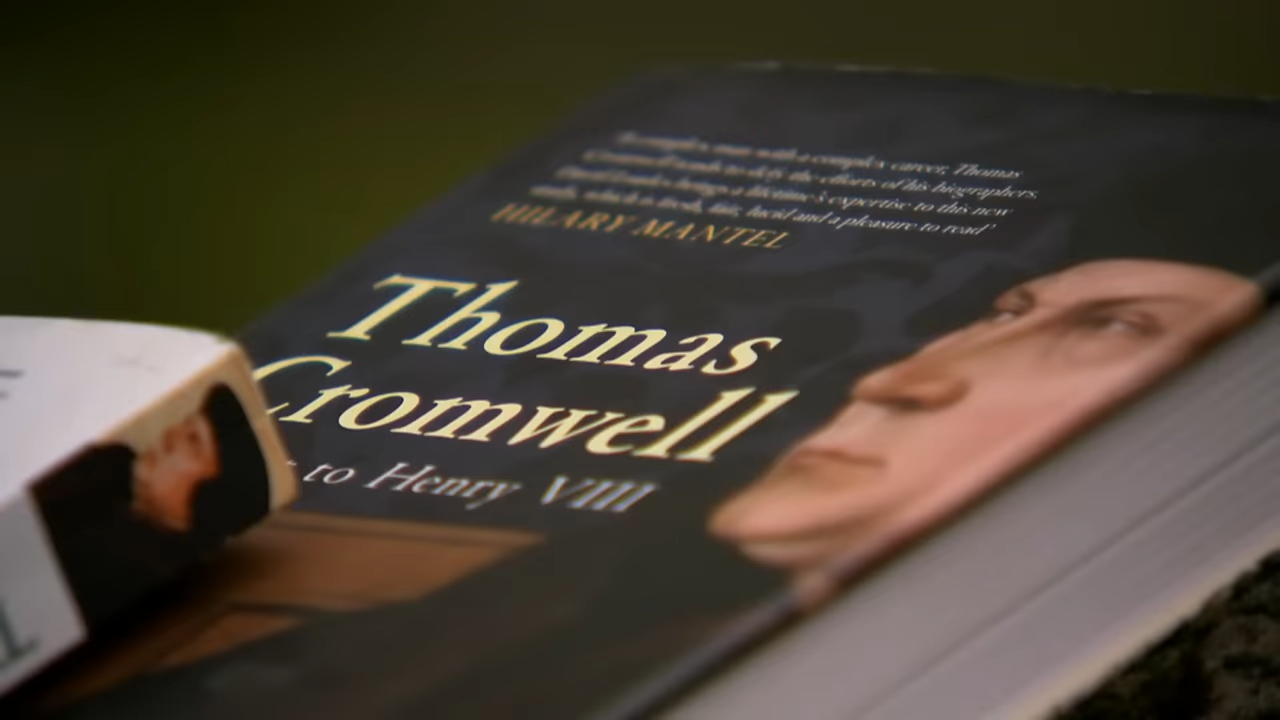 complex man with a complex career, Thomas
Cromwell tends to defy the efforts of his biographers.
David Loades brings a lifetime's expertise to this new
study, which is fresh, fair, lucid and a pleasure to read'
HILARY MANTEL
Thomas
Cromwell
to Henry VIII